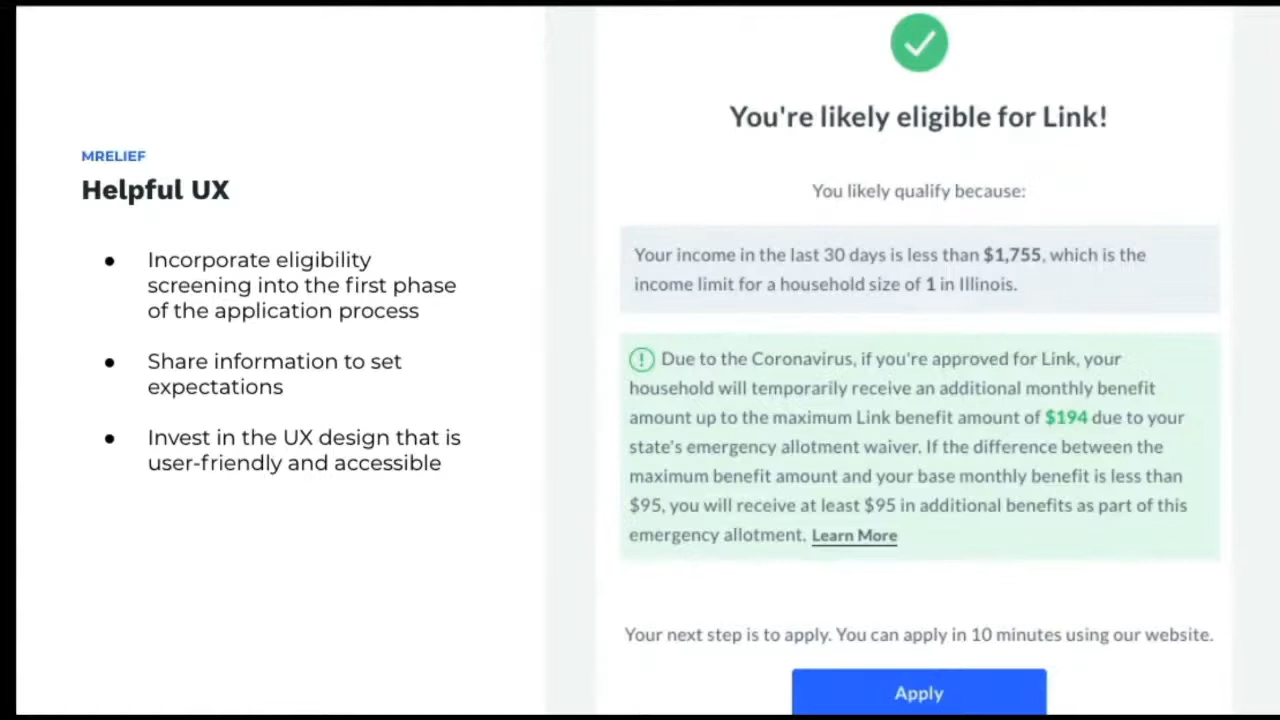 MRELIEF
Helpful UX
● Incorporate eligibility
screening into the first phase
of the application process
● Share information to set
expectations
● Invest in the UX design that is
user-friendly and accessible
You're likely eligible for Link!
You likely qualify because:
Your income in the last 30 days is less than $1,755, which is the
income limit for a household size of 1 in Illinois.
Due to the Coronavirus, if you're approved for Link, your
household will temporarily receive an additional monthly benefit
amount up to the maximum Link benefit amount of $194 due to your
state's emergency allotment waiver. If the difference between the
maximum benefit amount and your base monthly benefit is less than
$95, you will receive at least $95 in additional benefits as part of this
emergency allotment. Learn More
Your next step is to apply. You can apply in 10 minutes using our website.
Apply